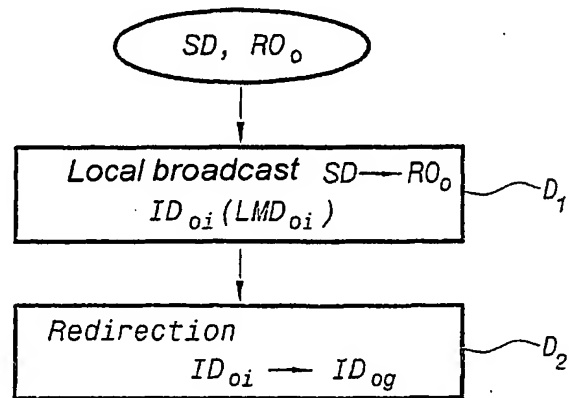 SD, RO₀
Local broadcast SD→RO₀
ID₀ᵢ(LMD₀ᵢ)
D₁
Redirection
ID₀ᵢ → ID₀g
D₂